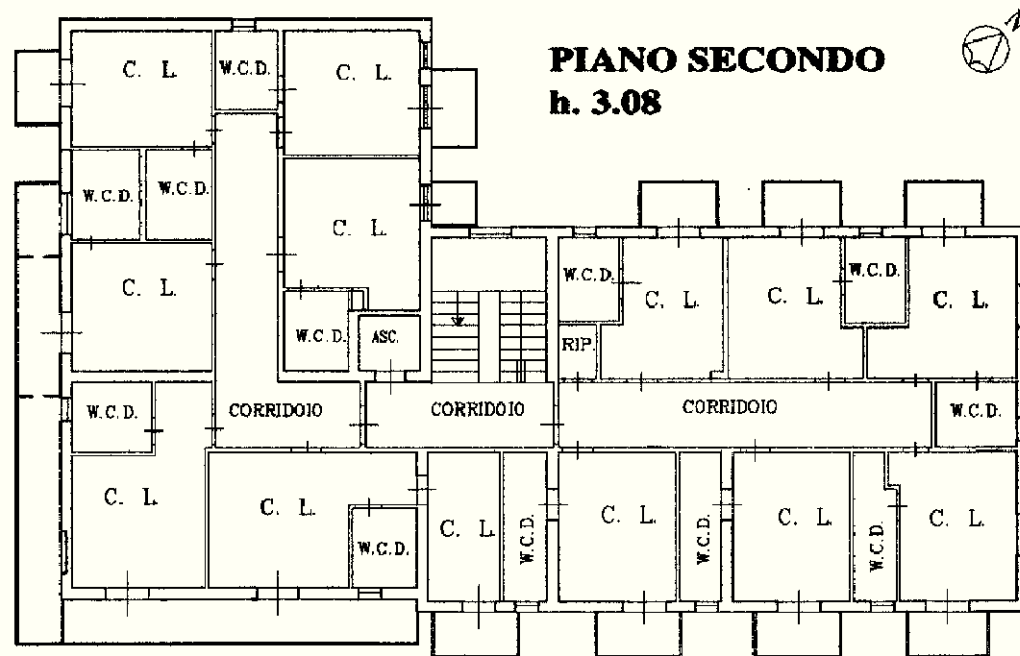 N
PIANO SECONDO
h. 3.08
C. L.
W.C.D.
C. L.
W.C.D.
W.C.D.
C. L.
C. L.
W.C.D.
ASC.
W.C.D.
C. L.
C. L.
W.C.D.
C. L.
RIP.
W.C.D.
CORRIDOIO
CORRIDOIO
CORRIDOIO
W.C.D.
C. L.
C. L.
W.C.D.
C. L.
W.C.D.
C. L.
W.C.D.
C. L.
W.C.D.
C. L.